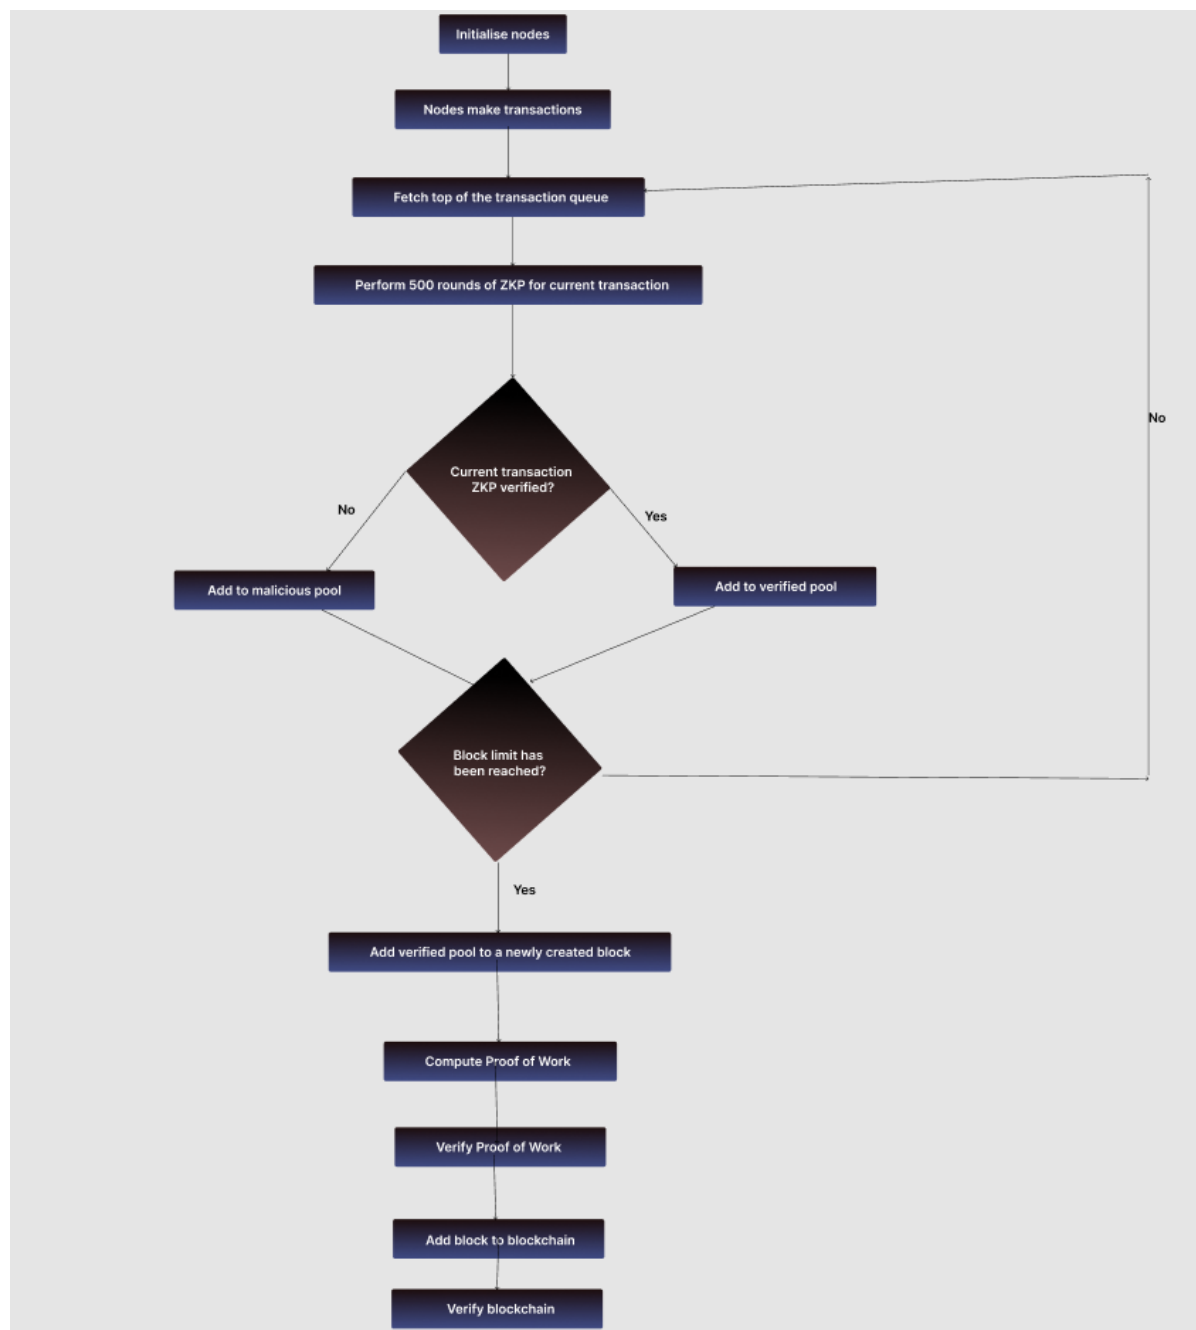 Initialise nodes
Nodes make transactions
Fetch top of the transaction queue
Perform 500 rounds of ZKP for current transaction
No
Current transaction
ZKP verified?
No
Yes
Add to malicious pool
Add to verified pool
Block limit has
been reached?
Yes
Add verified pool to a newly created block
Compute Proof of Work
Verify Proof of Work
Add block to blockchain
Verify blockchain